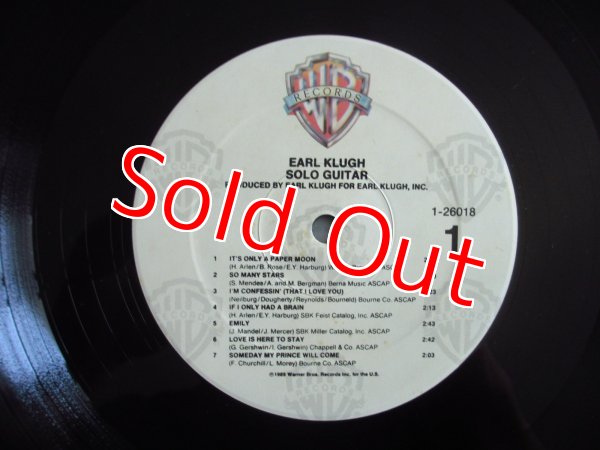 WB
RECORDS
EARL KLUGH
SOLO GUITAR
PRODUCED BY EARL KLUGH FOR EARL KLUGH, INC.
Sold Out
1-26018
1
1 IT'S ONLY A PAPER MOON
(H. Arlen/B. Rose/E.Y. Harburg) ASCAP
2 SO MANY STARS
(S. Mendes/A. and M. Bergman) Berna Music ASCAP
3 I'M CONFESSIN' (THAT I LOVE YOU)
(Neiburg/Dougherty/Reynolds/Bourneld) Bourne Co. ASCAP
4 IF I ONLY HAD A BRAIN 2:13
(H. Arlen/E.Y. Harburg) SBK Feist Catalog, Inc. ASCAP
5 EMILY 2:43
(J. Mandel/J. Mercer) SBK Miller Catalog, Inc. ASCAP
6 LOVE IS HERE TO STAY 2:42
(G. Gershwin/I. Gershwin) Chappell & Co. ASCAP
7 SOMEDAY MY PRINCE WILL COME 2:03
(F. Churchill/L. Morey) Bourne Co. ASCAP
©1989 Warner Bros. Records Inc. for the U.S.